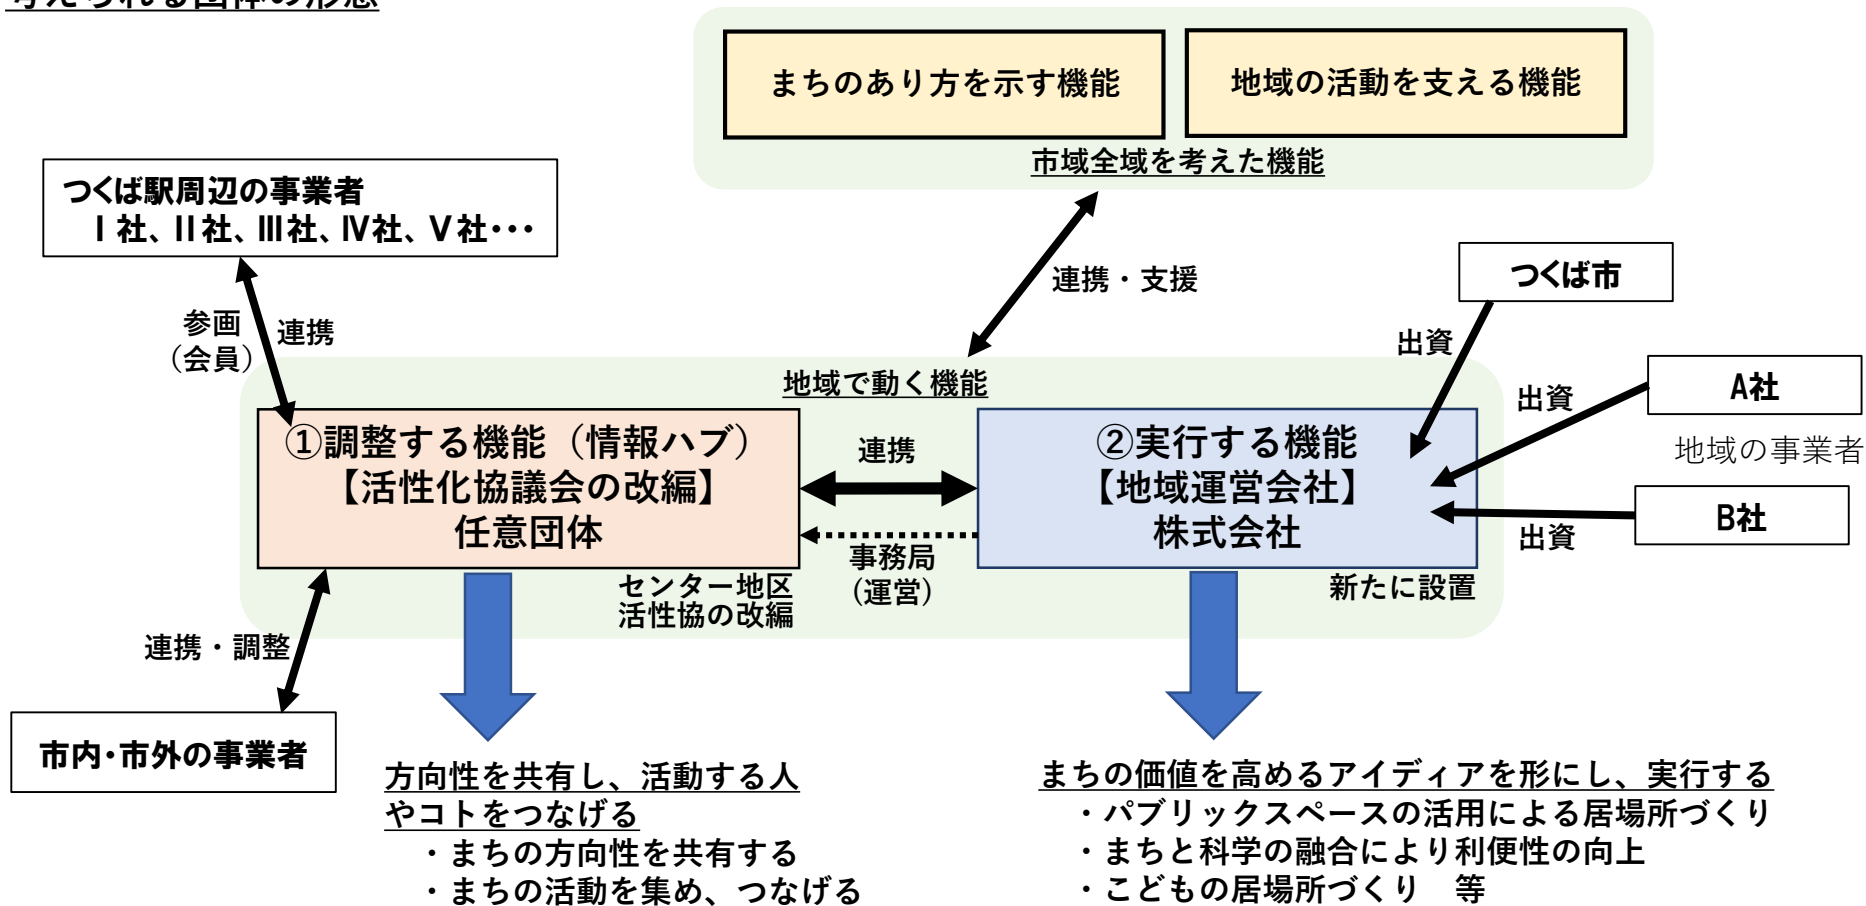 考えられる団体の形態
まちのあり方を示す機能
地域の活動を支える機能
市域全域を考えた機能
つくば駅周辺の事業者
Ⅰ社、Ⅱ社、Ⅲ社、Ⅳ社、Ⅴ社・・・
連携・支援
つくば市
参画
（会員）
連携
出資
地域で動く機能
A社
出資
地域の事業者
①調整する機能（情報ハブ）
【活性化協議会の改編】
任意団体
連携
②実行する機能
【地域運営会社】
株式会社
B社
出資
事務局
（運営）
センター地区
活性協の改編
新たに設置
連携・調整
市内・市外の事業者
方向性を共有し、活動する人
やコトをつなげる
・まちの方向性を共有する
・まちの活動を集め、つなげる
まちの価値を高めるアイディアを形にし、実行する
・パブリックスペースの活用による居場所づくり
・まちと科学の融合により利便性の向上
・こどもの居場所づくり　等